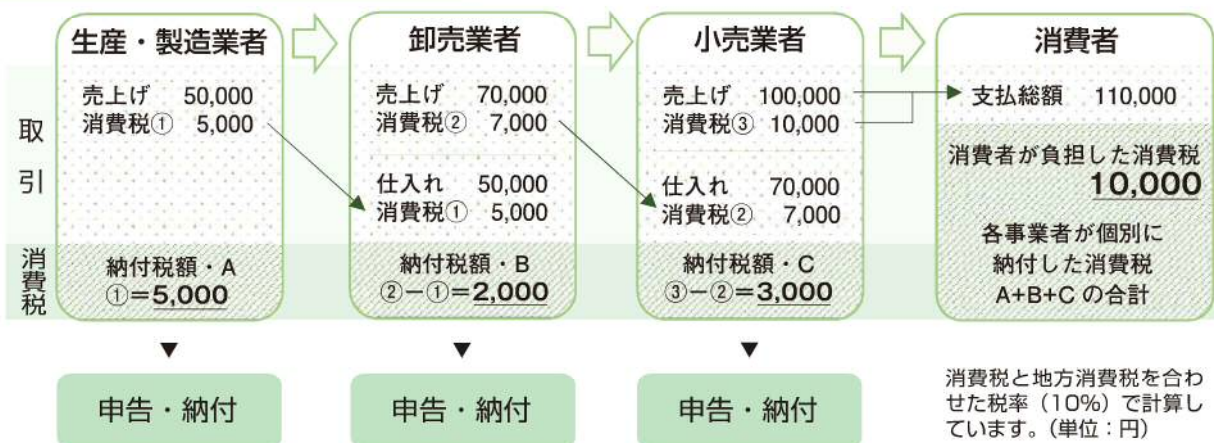 生産・製造業者
卸売業者
小売業者
消費者
取引
消費税
売上げ 50,000
消費税① 5,000
納付税額・A
①=5,000
売上げ 70,000
消費税② 7,000
仕入れ 50,000
消費税① 5,000
納付税額・B
②－①=2,000
売上げ 100,000
消費税③ 10,000
仕入れ 70,000
消費税② 7,000
納付税額・C
③－②=3,000
支払総額 110,000
消費者が負担した消費税
10,000
各事業者が個別に
納付した消費税
A+B+C の合計
申告・納付
申告・納付
申告・納付
消費税と地方消費税を合わ
せた税率（10%）で計算し
ています。（単位：円）